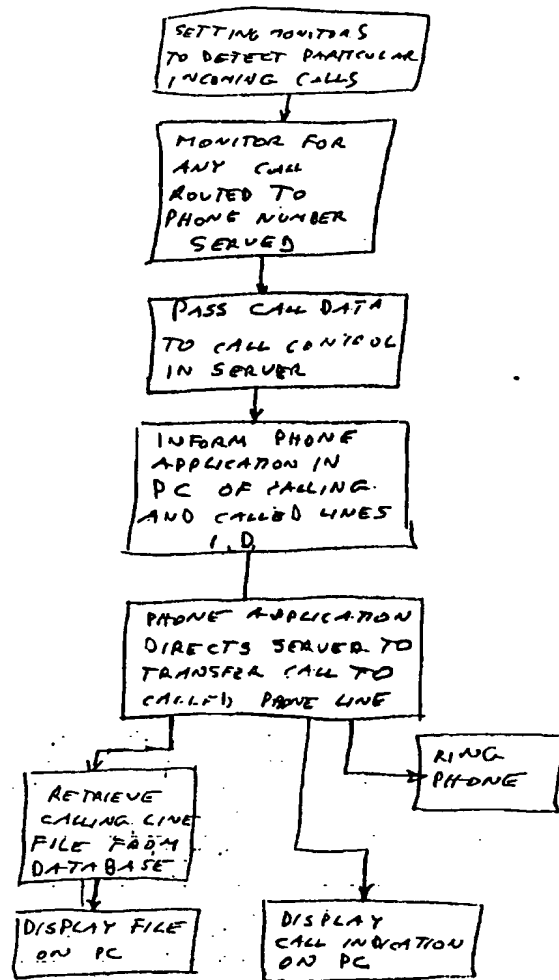 SETTING MONITORS
TO DETECT PARTICULAR
INCOMING CALLS
MONITOR FOR
ANY CALL
ROUTED TO
PHONE NUMBER
SERVED
PASS CALL DATA
TO CALL CONTROL
IN SERVER
INFORM PHONE
APPLICATION IN
PC OF CALLING
AND CALLED LINES
I.D.
PHONE APPLICATION
DIRECTS SERVER TO
TRANSFER CALL TO
CALLED PHONE LINE
RING
PHONE
RETRIEVE
CALLING LINE
FILE FROM
DATABASE
DISPLAY FILE
ON PC
DISPLAY
CALL INDICATION
ON PC